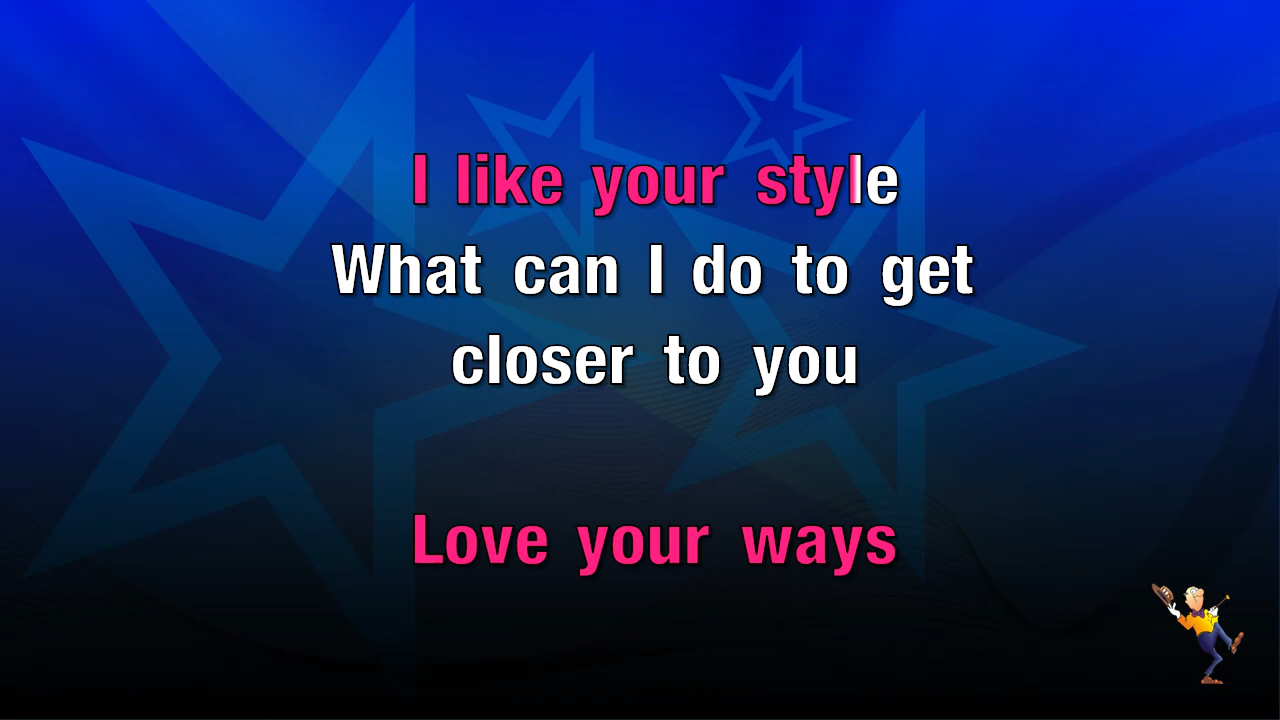 I like your style
What can I do to get
closer to you
Love your ways